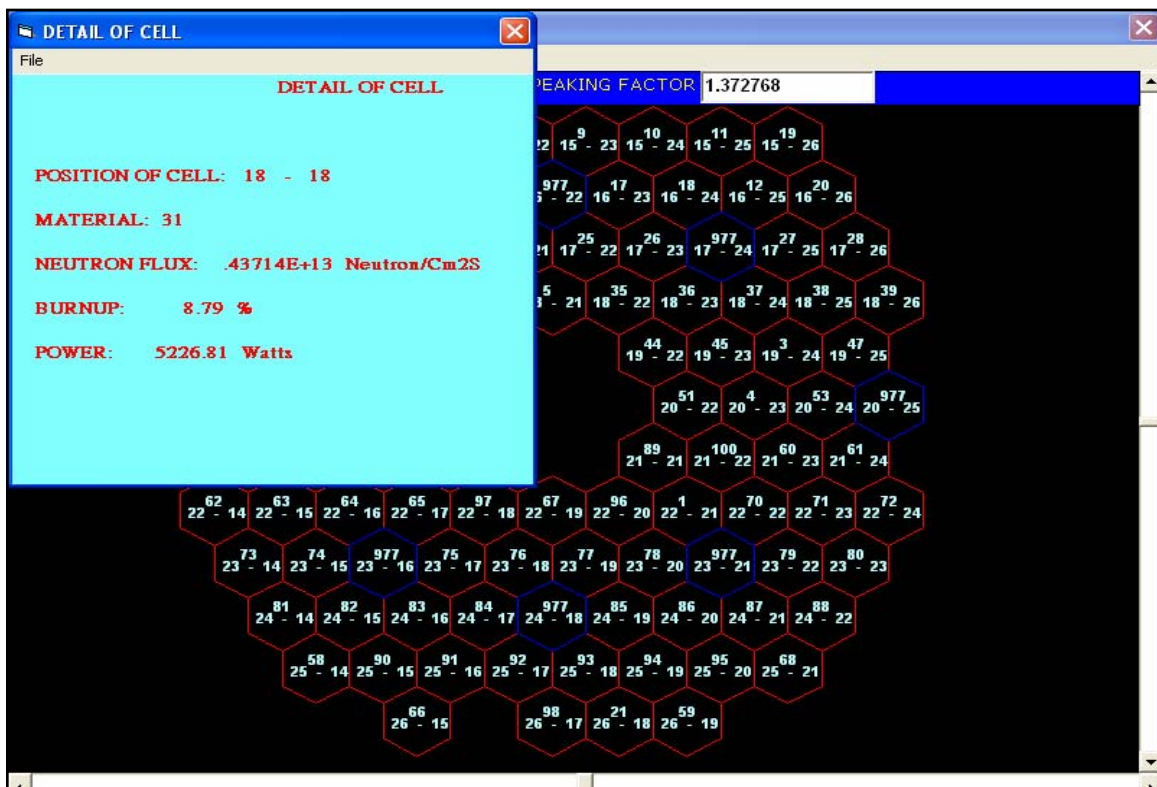 DETAIL OF CELL
File
DETAIL OF CELL
POSITION OF CELL: 18 - 18
MATERIAL: 31
NEUTRON FLUX: .43714E+13 Neutron/Cm2S
BURNUP: 8.79 %
POWER: 5226.81 Watts
PEAKING FACTOR 1.372768
9 10 11 19
22 15 - 23 15 - 24 15 - 25 15 - 26
977 17 18 12 20
- 22 16 - 23 16 - 24 16 - 25 16 - 26
25 26 977 27 28
21 17 - 22 17 - 23 17 - 24 17 - 25 17 - 26
5 35 36 37 38 39
- 21 18 - 22 18 - 23 18 - 24 18 - 25 18 - 26
44 45 3 47
19 - 22 19 - 23 19 - 24 19 - 25
51 4 53 977
20 - 22 20 - 23 20 - 24 20 - 25
89 100 60 61
21 - 21 21 - 22 21 - 23 21 - 24
62 63 64 65 97 67 96 1 70 71 72
22 - 14 22 - 15 22 - 16 22 - 17 22 - 18 22 - 19 22 - 20 22 - 21 22 - 22 22 - 23 22 - 24
73 74 977 75 76 77 78 977 79 80
23 - 14 23 - 15 23 - 16 23 - 17 23 - 18 23 - 19 23 - 20 23 - 21 23 - 22 23 - 23
81 82 83 84 977 85 86 87 88
24 - 14 24 - 15 24 - 16 24 - 17 24 - 18 24 - 19 24 - 20 24 - 21 24 - 22
58 90 91 92 93 94 95 68
25 - 14 25 - 15 25 - 16 25 - 17 25 - 18 25 - 19 25 - 20 25 - 21
66 98 21 59
26 - 15 26 - 17 26 - 18 26 - 19